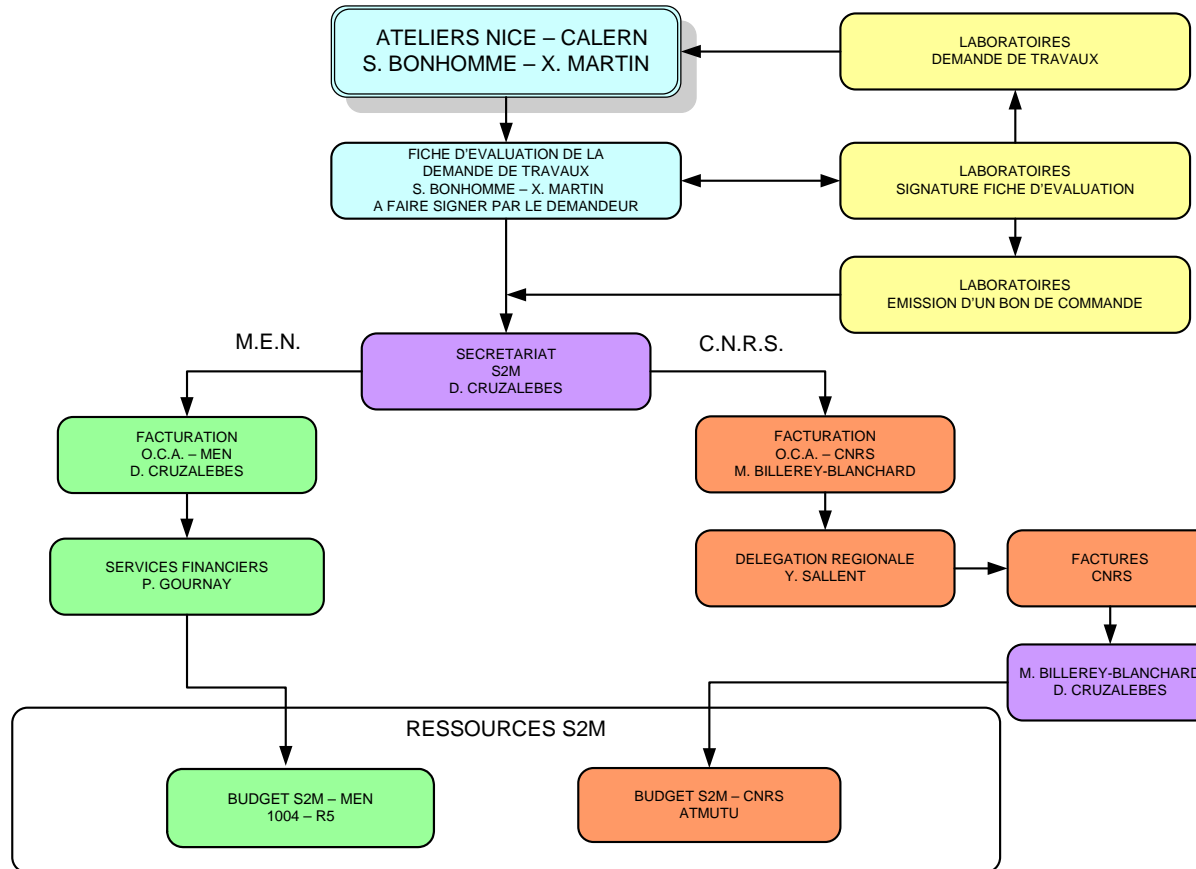 ATELIERS NICE – CALERN
S. BONHOMME – X. MARTIN
LABORATOIRES
DEMANDE DE TRAVAUX
FICHE D'EVALUATION DE LA
DEMANDE DE TRAVAUX
S. BONHOMME – X. MARTIN
A FAIRE SIGNER PAR LE DEMANDEUR
LABORATOIRES
SIGNATURE FICHE D'EVALUATION
LABORATOIRES
EMISSION D'UN BON DE COMMANDE
M.E.N.
SECRETARIAT
S2M
D. CRUZALEBES
C.N.R.S.
FACTURATION
O.C.A. – MEN
D. CRUZALEBES
FACTURATION
O.C.A. – CNRS
M. BILLEREY-BLANCHARD
SERVICES FINANCIERS
P. GOURNAY
DELEGATION REGIONALE
Y. SALLENT
FACTURES
CNRS
M. BILLEREY-BLANCHARD
D. CRUZALEBES
RESSOURCES S2M
BUDGET S2M – MEN
1004 – R5
BUDGET S2M – CNRS
ATMUTU